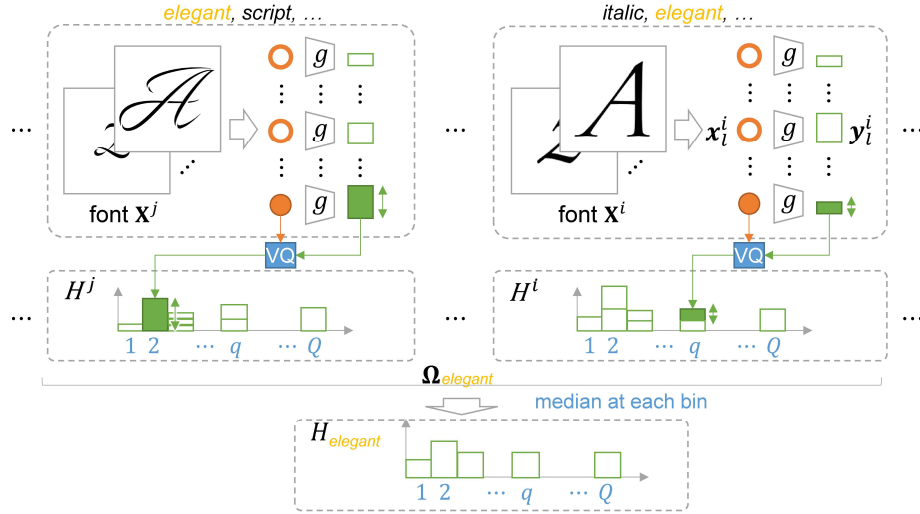 elegant, script, …
italic, elegant, …
A
A
g
g
g
g
g
g
x_l^i
y_l^i
…
…
…
font X^j
font X^i
VQ
VQ
H^j
H^i
1 2 … q … Q
1 2 … q … Q
…
…
…
Ω_elegant
median at each bin
H_elegant
1 2 … q … Q